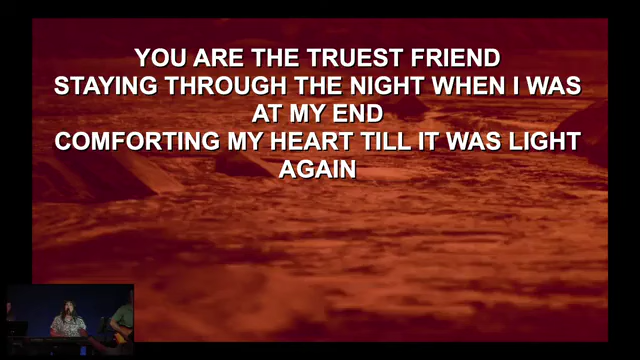 YOU ARE THE TRUEST FRIEND
STAYING THROUGH THE NIGHT WHEN I WAS
AT MY END
COMFORTING MY HEART TILL IT WAS LIGHT
AGAIN